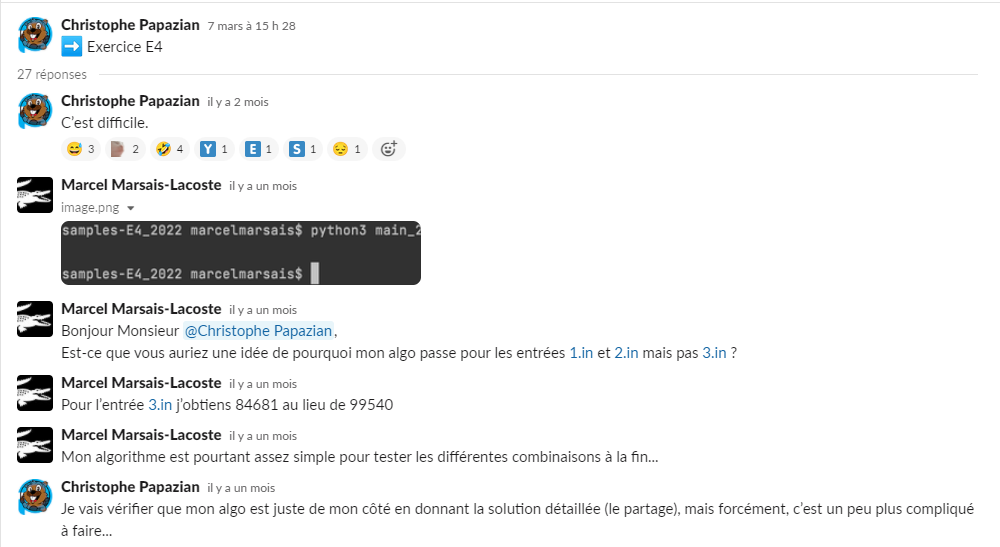 Christophe Papazian 7 mars à 15 h 28
➡ Exercice E4
27 réponses
Christophe Papazian il y a 2 mois
C'est difficile.
😅 3 2 🤣 4 🇾 1 🇪 1 🇸 1 😔 1
Marcel Marsais-Lacoste il y a un mois
image.png
samples-E4_2022 marcelmarsais$ python3 main_2
samples-E4_2022 marcelmarsais$
Marcel Marsais-Lacoste il y a un mois
Bonjour Monsieur @Christophe Papazian,
Est-ce que vous auriez une idée de pourquoi mon algo passe pour les entrées 1.in et 2.in mais pas 3.in ?
Marcel Marsais-Lacoste il y a un mois
Pour l'entrée 3.in j'obtiens 84681 au lieu de 99540
Marcel Marsais-Lacoste il y a un mois
Mon algorithme est pourtant assez simple pour tester les différentes combinaisons à la fin...
Christophe Papazian il y a un mois
Je vais vérifier que mon algo est juste de mon côté en donnant la solution détaillée (le partage), mais forcément, c'est un peu plus compliqué
à faire...